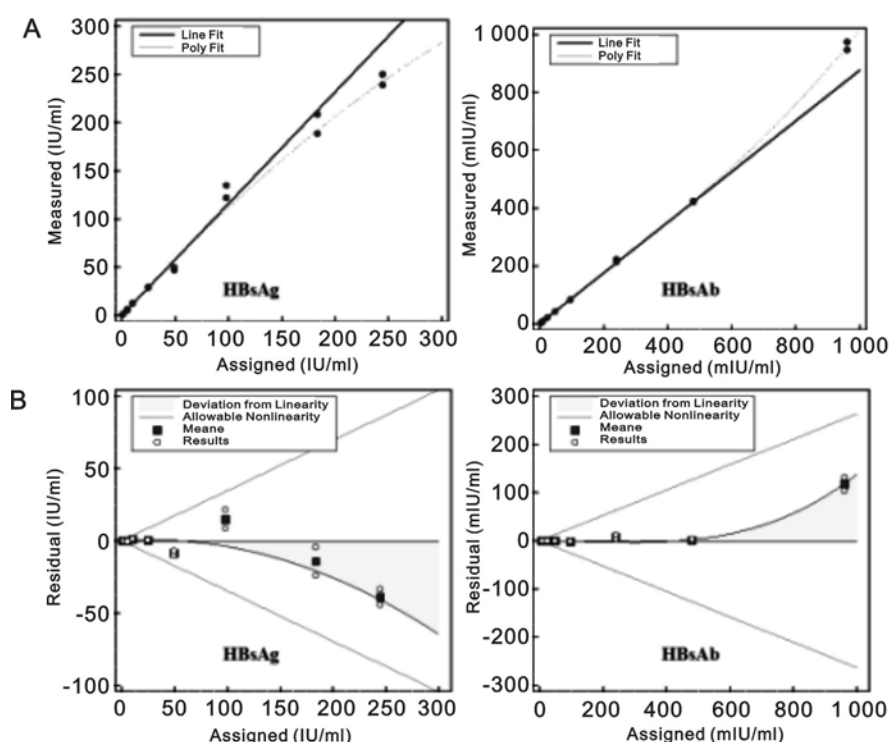 A
Line Fit
Poly Fit
Measured (IU/ml)
300
250
200
150
100
50
0
HBsAg
0 50 100 150 200 250 300
Assigned (IU/ml)
Line Fit
Poly Fit
Measured (mIU/ml)
1 000
800
600
400
200
0
HBsAb
0 200 400 600 800 1 000
Assigned (mIU/ml)
B
Deviation from Linearity
Allowable Nonlinearity
Meane
Results
Residual (IU/ml)
100
50
0
-50
-100
HBsAg
0 50 100 150 200 250 300
Assigned (IU/ml)
Deviation from Linearity
Allowable Nonlinearity
Meane
Results
Residual (mIU/ml)
300
200
100
0
-100
-200
-300
HBsAb
0 200 400 600 800 1 000
Assigned (mIU/ml)